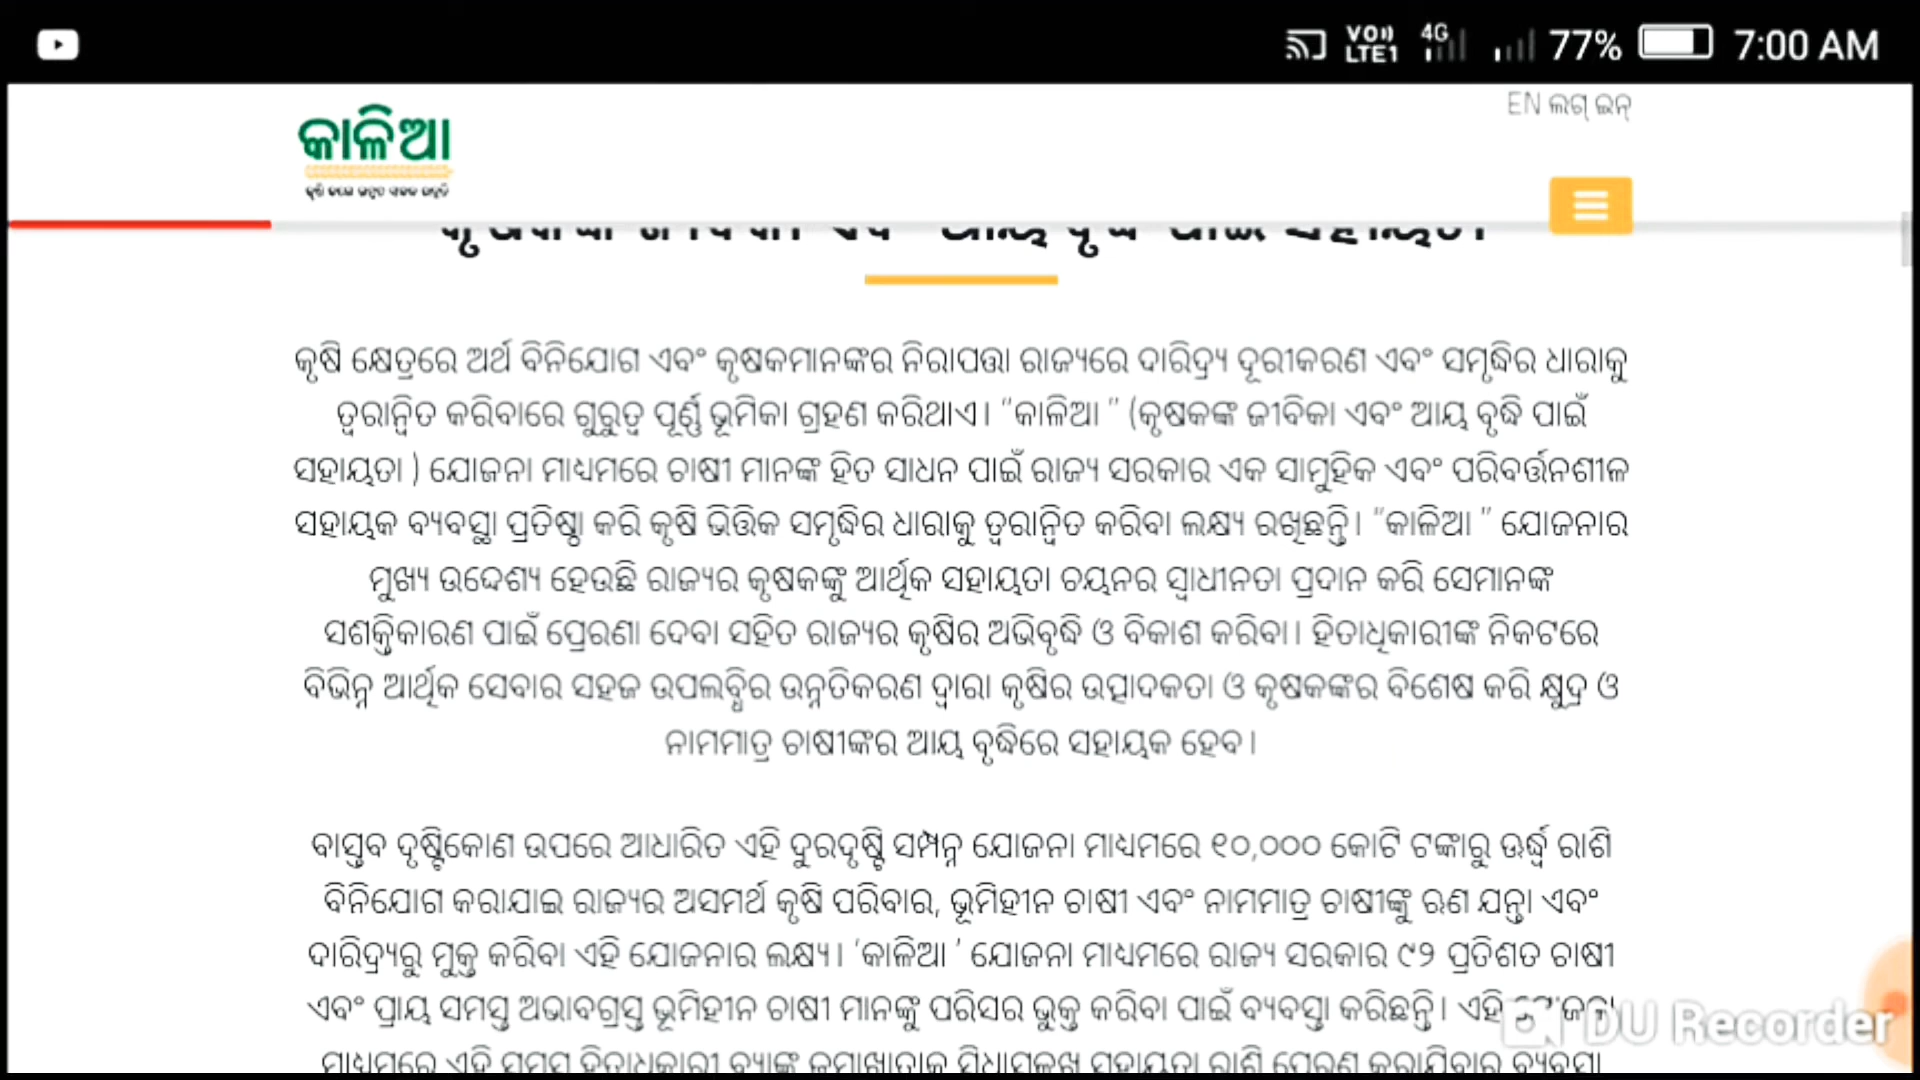 VO)) LTE1 4G 77% 7:00 AM
EN ଲଗ୍ ଇନ୍
କାଳିଆ
କୃଷି କ୍ଷେତ୍ରରେ ଅର୍ଥ ବିନିଯୋଗ ଏବଂ କୃଷକମାନଙ୍କର ନିରାପତ୍ତା ରାଜ୍ୟରେ ଦାରିଦ୍ର୍ୟ ଦୂରୀକରଣ ଏବଂ ସମୃଦ୍ଧିର ଧାରାକୁ
ତ୍ୱରାନ୍ୱିତ କରିବାରେ ଗୁରୁତ୍ୱ ପୂର୍ଣ୍ଣ ଭୂମିକା ଗ୍ରହଣ କରିଥାଏ। "କାଳିଆ " (କୃଷକଙ୍କ ଜୀବିକା ଏବଂ ଆୟ ବୃଦ୍ଧି ପାଇଁ
ସହାୟତା ) ଯୋଜନା ମାଧ୍ୟମରେ ଚାଷୀ ମାନଙ୍କ ହିତ ସାଧନ ପାଇଁ ରାଜ୍ୟ ସରକାର ଏକ ସାମୁହିକ ଏବଂ ପରିବର୍ତ୍ତନଶୀଳ
ସହାୟକ ବ୍ୟବସ୍ଥା ପ୍ରତିଷ୍ଠା କରି କୃଷି ଭିତ୍ତିକ ସମୃଦ୍ଧିର ଧାରାକୁ ତ୍ୱରାନ୍ୱିତ କରିବା ଲକ୍ଷ୍ୟ ରଖିଛନ୍ତି। "କାଳିଆ " ଯୋଜନାର
ମୁଖ୍ୟ ଉଦ୍ଦେଶ୍ୟ ହେଉଛି ରାଜ୍ୟର କୃଷକଙ୍କୁ ଆର୍ଥିକ ସହାୟତା ଚୟନର ସ୍ୱାଧୀନତା ପ୍ରଦାନ କରି ସେମାନଙ୍କ
ସଶକ୍ତିକାରଣ ପାଇଁ ପ୍ରେରଣା ଦେବା ସହିତ ରାଜ୍ୟର କୃଷିର ଅଭିବୃଦ୍ଧି ଓ ବିକାଶ କରିବା। ହିତାଧିକାରୀଙ୍କ ନିକଟରେ
ବିଭିନ୍ନ ଆର୍ଥିକ ସେବାର ସହଜ ଉପଲବ୍ଧିର ଉନ୍ନତିକରଣ ଦ୍ୱାରା କୃଷିର ଉତ୍ପାଦକତା ଓ କୃଷକଙ୍କର ବିଶେଷ କରି କ୍ଷୁଦ୍ର ଓ
ନାମମାତ୍ର ଚାଷୀଙ୍କର ଆୟ ବୃଦ୍ଧିରେ ସହାୟକ ହେବ।
ବାସ୍ତବ ଦୃଷ୍ଟିକୋଣ ଉପରେ ଆଧାରିତ ଏହି ଦୁରଦୃଷ୍ଟି ସମ୍ପନ୍ନ ଯୋଜନା ମାଧ୍ୟମରେ ୧୦,୦୦୦ କୋଟି ଟଙ୍କାରୁ ଊର୍ଦ୍ଧ୍ୱ ରାଶି
ବିନିଯୋଗ କରାଯାଇ ରାଜ୍ୟର ଅସମର୍ଥ କୃଷି ପରିବାର, ଭୂମିହୀନ ଚାଷୀ ଏବଂ ନାମମାତ୍ର ଚାଷୀଙ୍କୁ ଋଣ ଯନ୍ତା ଏବଂ
ଦାରିଦ୍ର୍ୟରୁ ମୁକ୍ତ କରିବା ଏହି ଯୋଜନାର ଲକ୍ଷ୍ୟ। 'କାଳିଆ ' ଯୋଜନା ମାଧ୍ୟମରେ ରାଜ୍ୟ ସରକାର ୯୨ ପ୍ରତିଶତ ଚାଷୀ
ଏବଂ ପ୍ରାୟ ସମସ୍ତ ଅଭାବଗ୍ରସ୍ତ ଭୂମିହୀନ ଚାଷୀ ମାନଙ୍କୁ ପରିସର ଭୁକ୍ତ କରିବା ପାଇଁ ବ୍ୟବସ୍ତା କରିଛନ୍ତି। ଏହି
DU Recorder